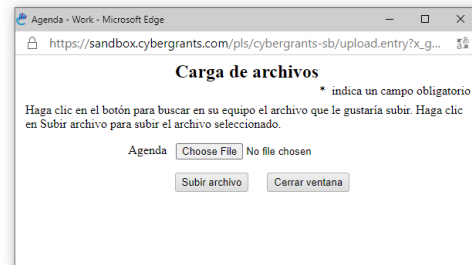 Agenda - Work - Microsoft Edge
https://sandbox.cybergrants.com/pls/cybergrants-sb/upload.entry?x_g...
Carga de archivos
* indica un campo obligatorio
Haga clic en el botón para buscar en su equipo el archivo que le gustaría subir. Haga clic
en Subir archivo para subir el archivo seleccionado.
Agenda Choose File No file chosen
Subir archivo Cerrar ventana